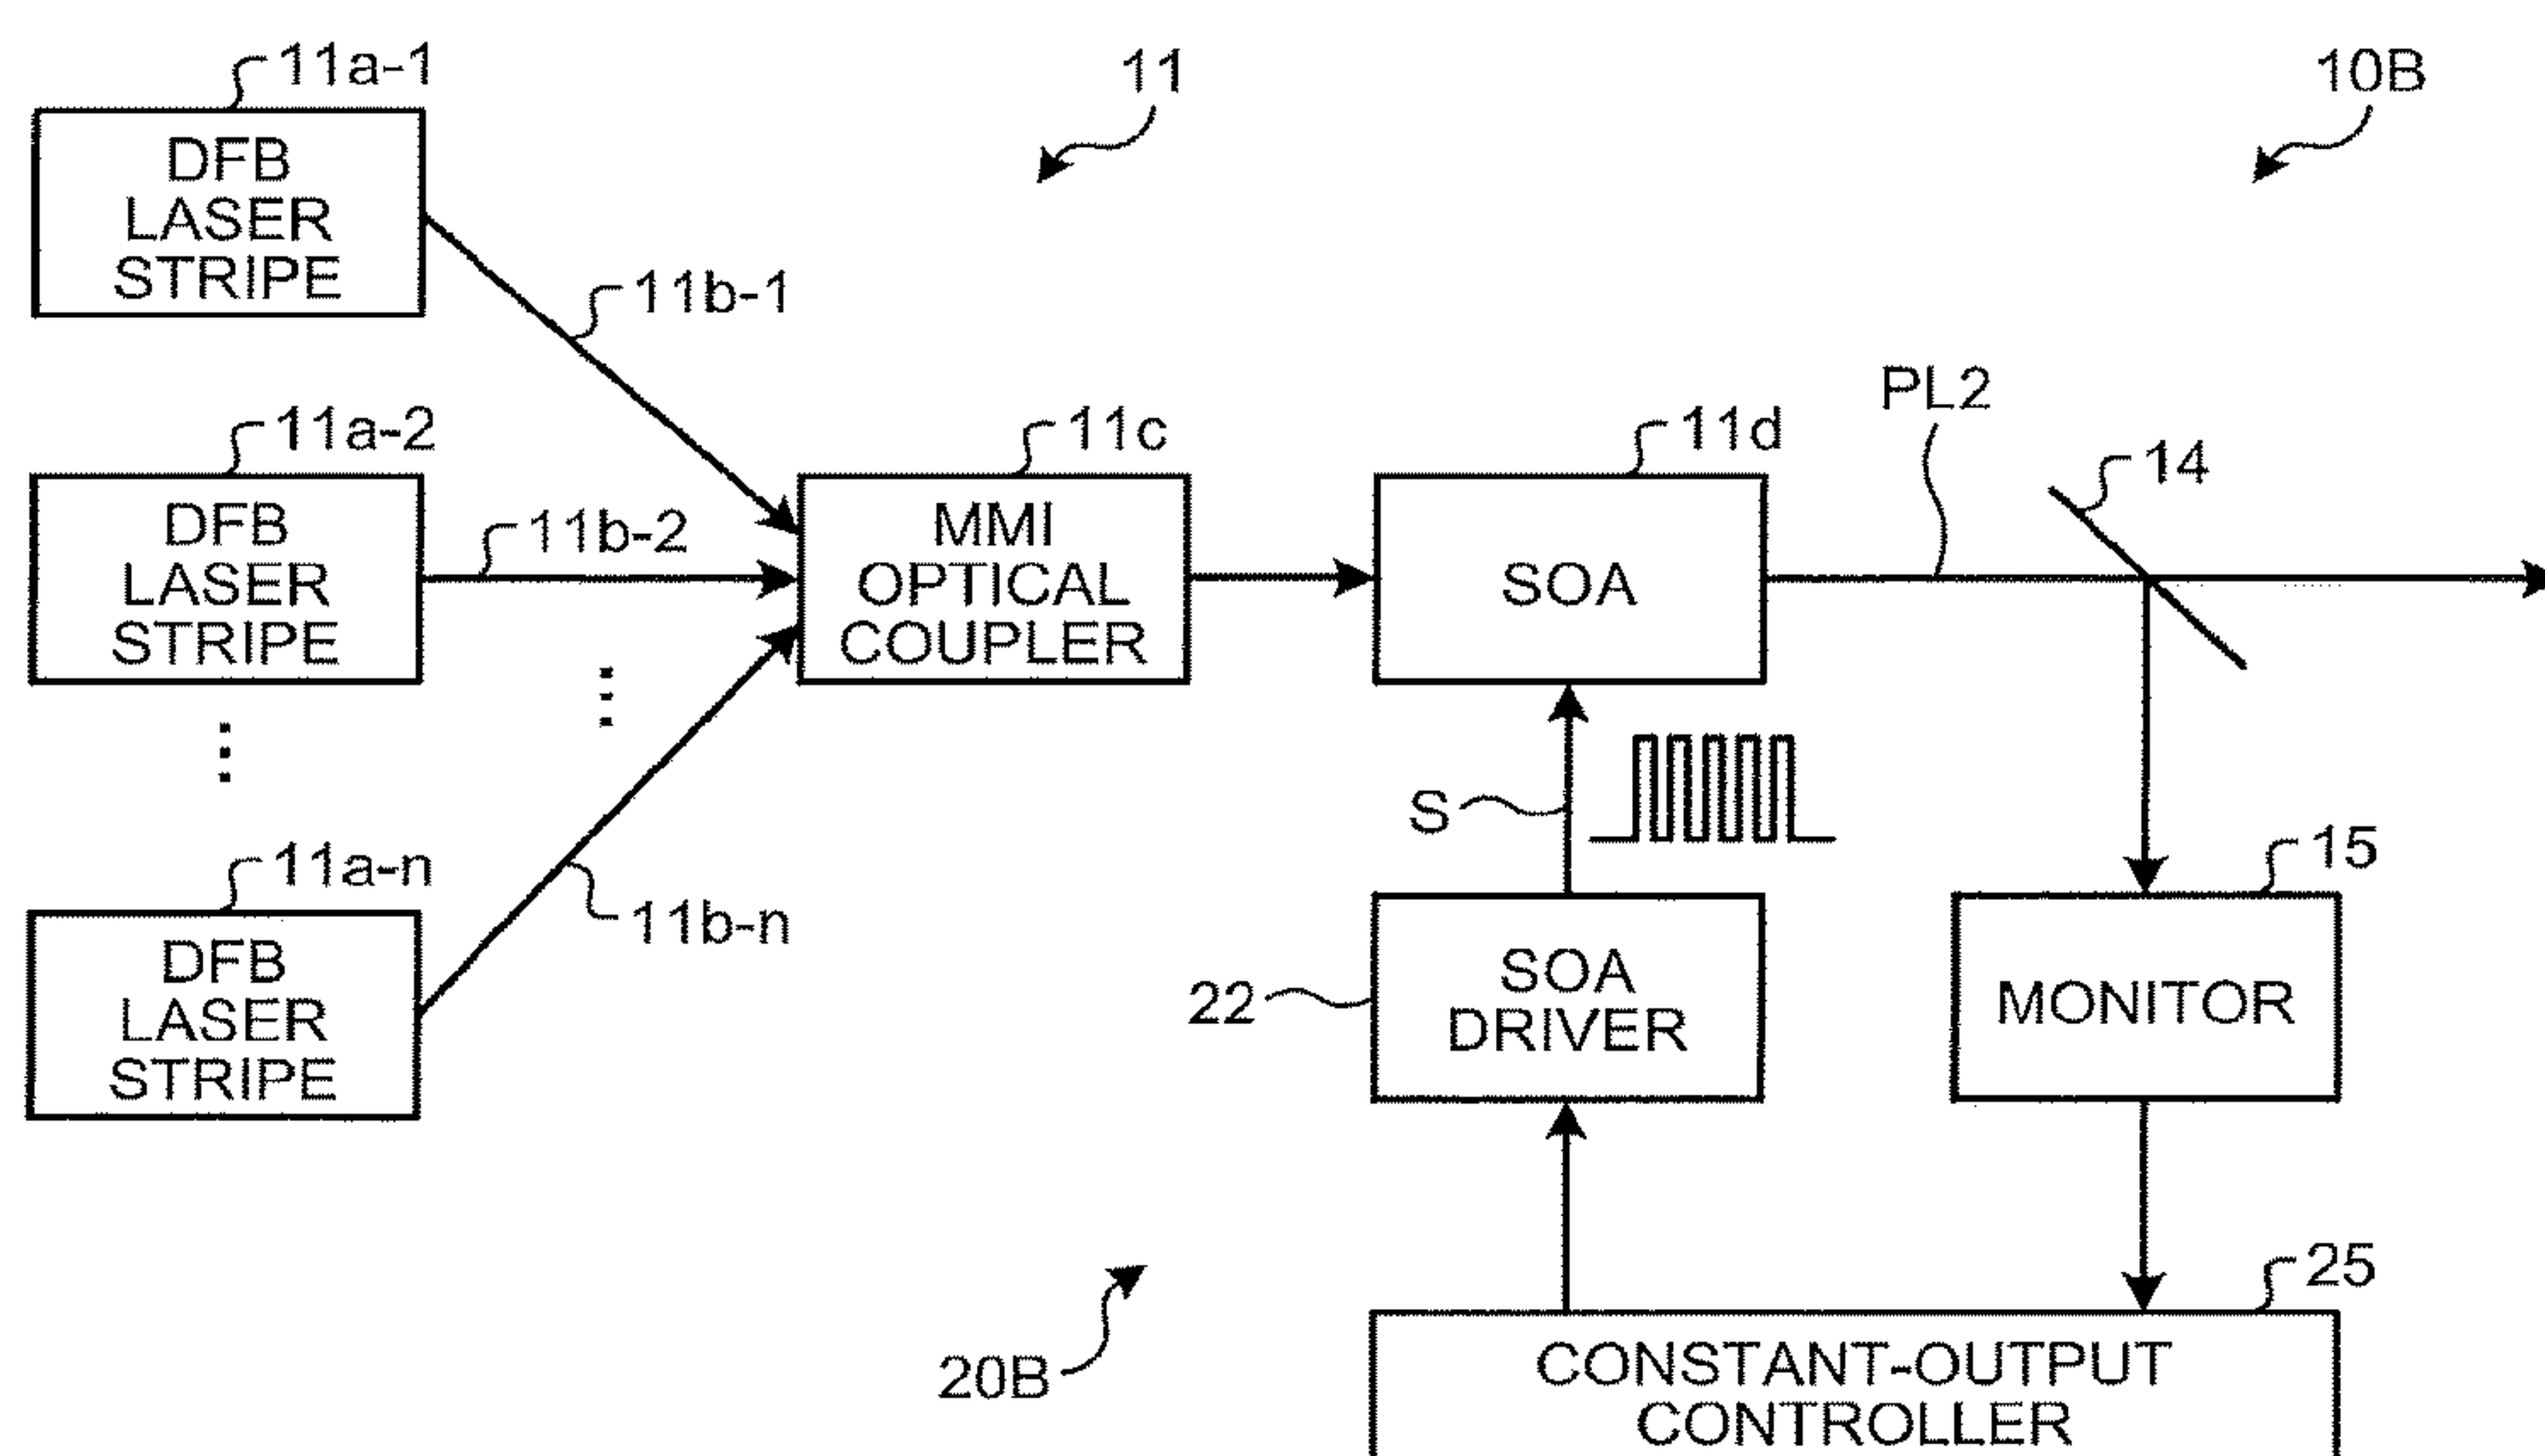 11a-1
11
10B
DFB
LASER
STRIPE
11b-1
11a-2
11c
11d
PL2
14
DFB
LASER
STRIPE
11b-2
MMI
OPTICAL
COUPLER
SOA
S
11a-n
15
DFB
LASER
STRIPE
11b-n
22
SOA
DRIVER
MONITOR
20B
25
CONSTANT-OUTPUT
CONTROLLER